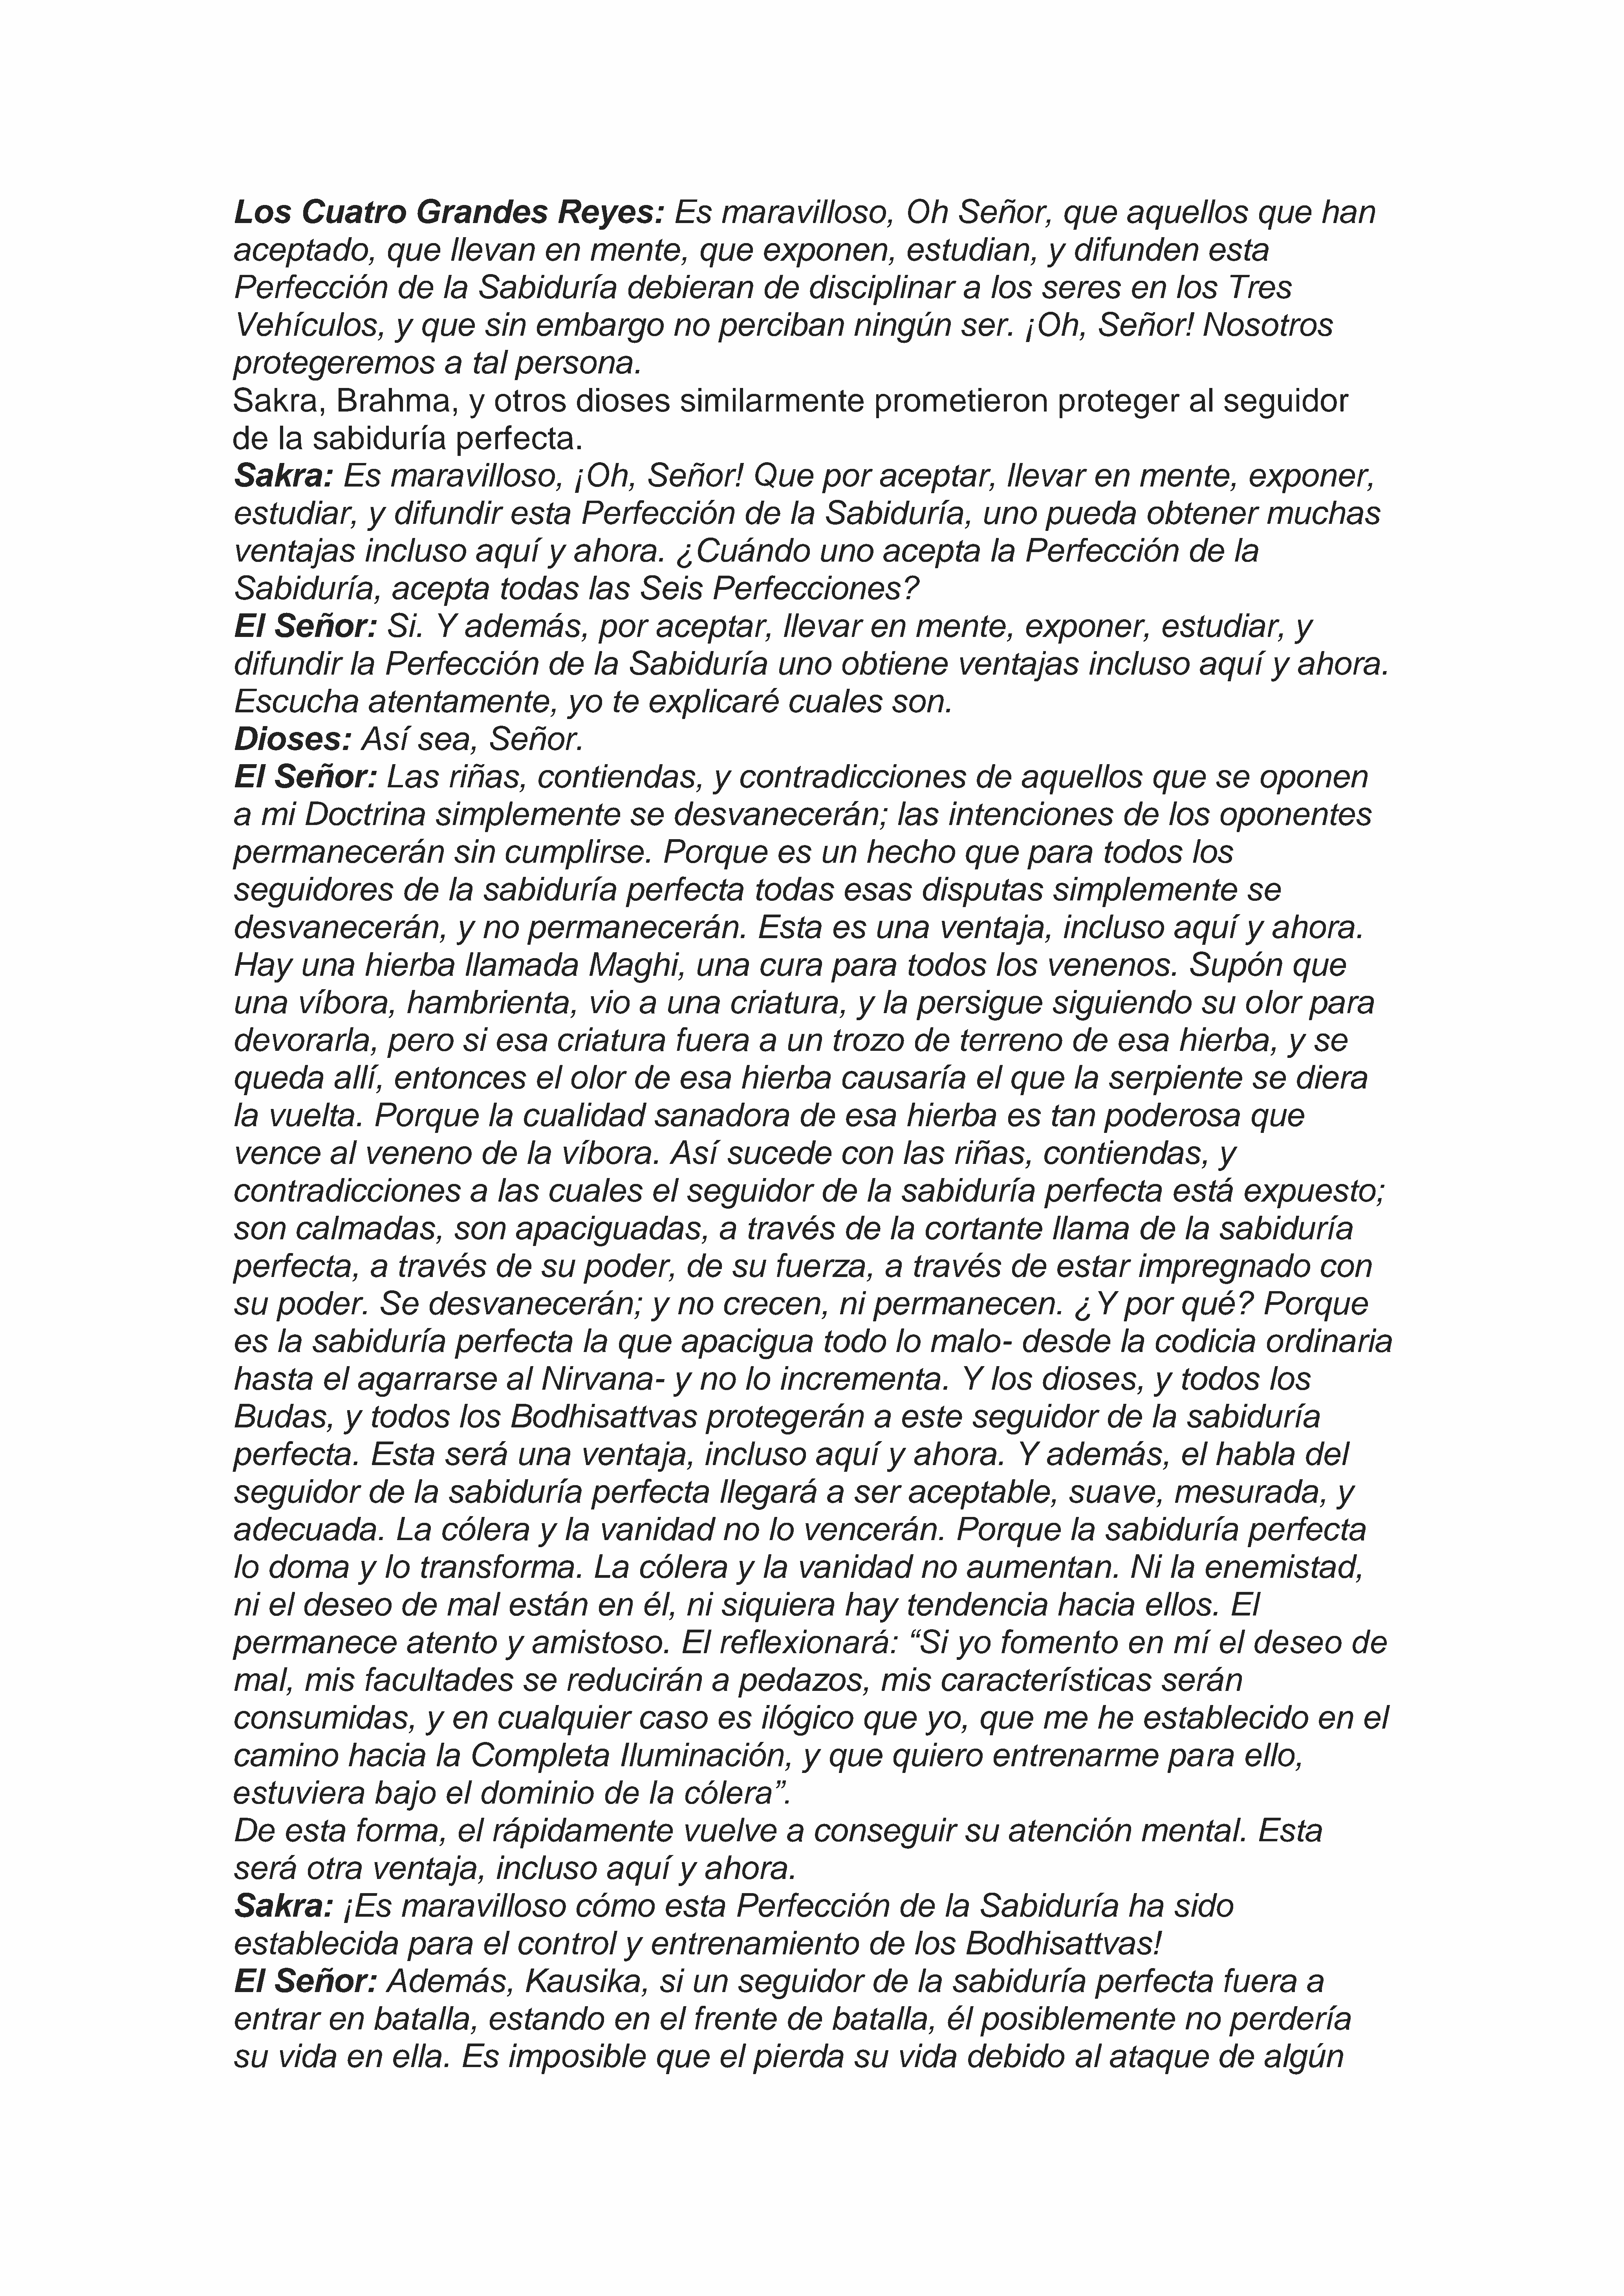 Los Cuatro Grandes Reyes: Es maravilloso, Oh Señor, que aquellos que han
aceptado, que llevan en mente, que exponen, estudian, y difunden esta
Perfección de la Sabiduría debieran de disciplinar a los seres en los Tres
Vehículos, y que sin embargo no perciban ningún ser. ¡Oh, Señor! Nosotros
protegeremos a tal persona.
Sakra, Brahma, y otros dioses similarmente prometieron proteger al seguidor
de la sabiduría perfecta.
Sakra: Es maravilloso, ¡Oh, Señor! Que por aceptar, llevar en mente, exponer,
estudiar, y difundir esta Perfección de la Sabiduría, uno pueda obtener muchas
ventajas incluso aquí y ahora. ¿Cuándo uno acepta la Perfección de la
Sabiduría, acepta todas las Seis Perfecciones?
El Señor: Si. Y además, por aceptar, llevar en mente, exponer, estudiar, y
difundir la Perfección de la Sabiduría uno obtiene ventajas incluso aquí y ahora.
Escucha atentamente, yo te explicaré cuales son.
Dioses: Así sea, Señor.
El Señor: Las riñas, contiendas, y contradicciones de aquellos que se oponen
a mi Doctrina simplemente se desvanecerán; las intenciones de los oponentes
permanecerán sin cumplirse. Porque es un hecho que para todos los
seguidores de la sabiduría perfecta todas esas disputas simplemente se
desvanecerán, y no permanecerán. Esta es una ventaja, incluso aquí y ahora.
Hay una hierba llamada Maghi, una cura para todos los venenos. Supón que
una víbora, hambrienta, vio a una criatura, y la persigue siguiendo su olor para
devorarla, pero si esa criatura fuera a un trozo de terreno de esa hierba, y se
queda allí, entonces el olor de esa hierba causaría el que la serpiente se diera
la vuelta. Porque la cualidad sanadora de esa hierba es tan poderosa que
vence al veneno de la víbora. Así sucede con las riñas, contiendas, y
contradicciones a las cuales el seguidor de la sabiduría perfecta está expuesto;
son calmadas, son apaciguadas, a través de la cortante llama de la sabiduría
perfecta, a través de su poder, de su fuerza, a través de estar impregnado con
su poder. Se desvanecerán; y no crecen, ni permanecen. ¿Y por qué? Porque
es la sabiduría perfecta la que apacigua todo lo malo- desde la codicia ordinaria
hasta el agarrarse al Nirvana- y no lo incrementa. Y los dioses, y todos los
Budas, y todos los Bodhisattvas protegerán a este seguidor de la sabiduría
perfecta. Esta será una ventaja, incluso aquí y ahora. Y además, el habla del
seguidor de la sabiduría perfecta llegará a ser aceptable, suave, mesurada, y
adecuada. La cólera y la vanidad no lo vencerán. Porque la sabiduría perfecta
lo doma y lo transforma. La cólera y la vanidad no aumentan. Ni la enemistad,
ni el deseo de mal están en él, ni siquiera hay tendencia hacia ellos. El
permanece atento y amistoso. El reflexionará: “Si yo fomento en mí el deseo de
mal, mis facultades se reducirán a pedazos, mis características serán
consumidas, y en cualquier caso es ilógico que yo, que me he establecido en el
camino hacia la Completa Iluminación, y que quiero entrenarme para ello,
estuviera bajo el dominio de la cólera”.
De esta forma, el rápidamente vuelve a conseguir su atención mental. Esta
será otra ventaja, incluso aquí y ahora.
Sakra: ¡Es maravilloso cómo esta Perfección de la Sabiduría ha sido
establecida para el control y entrenamiento de los Bodhisattvas!
El Señor: Además, Kausika, si un seguidor de la sabiduría perfecta fuera a
entrar en batalla, estando en el frente de batalla, él posiblemente no perdería
su vida en ella. Es imposible que el pierda su vida debido al ataque de algún